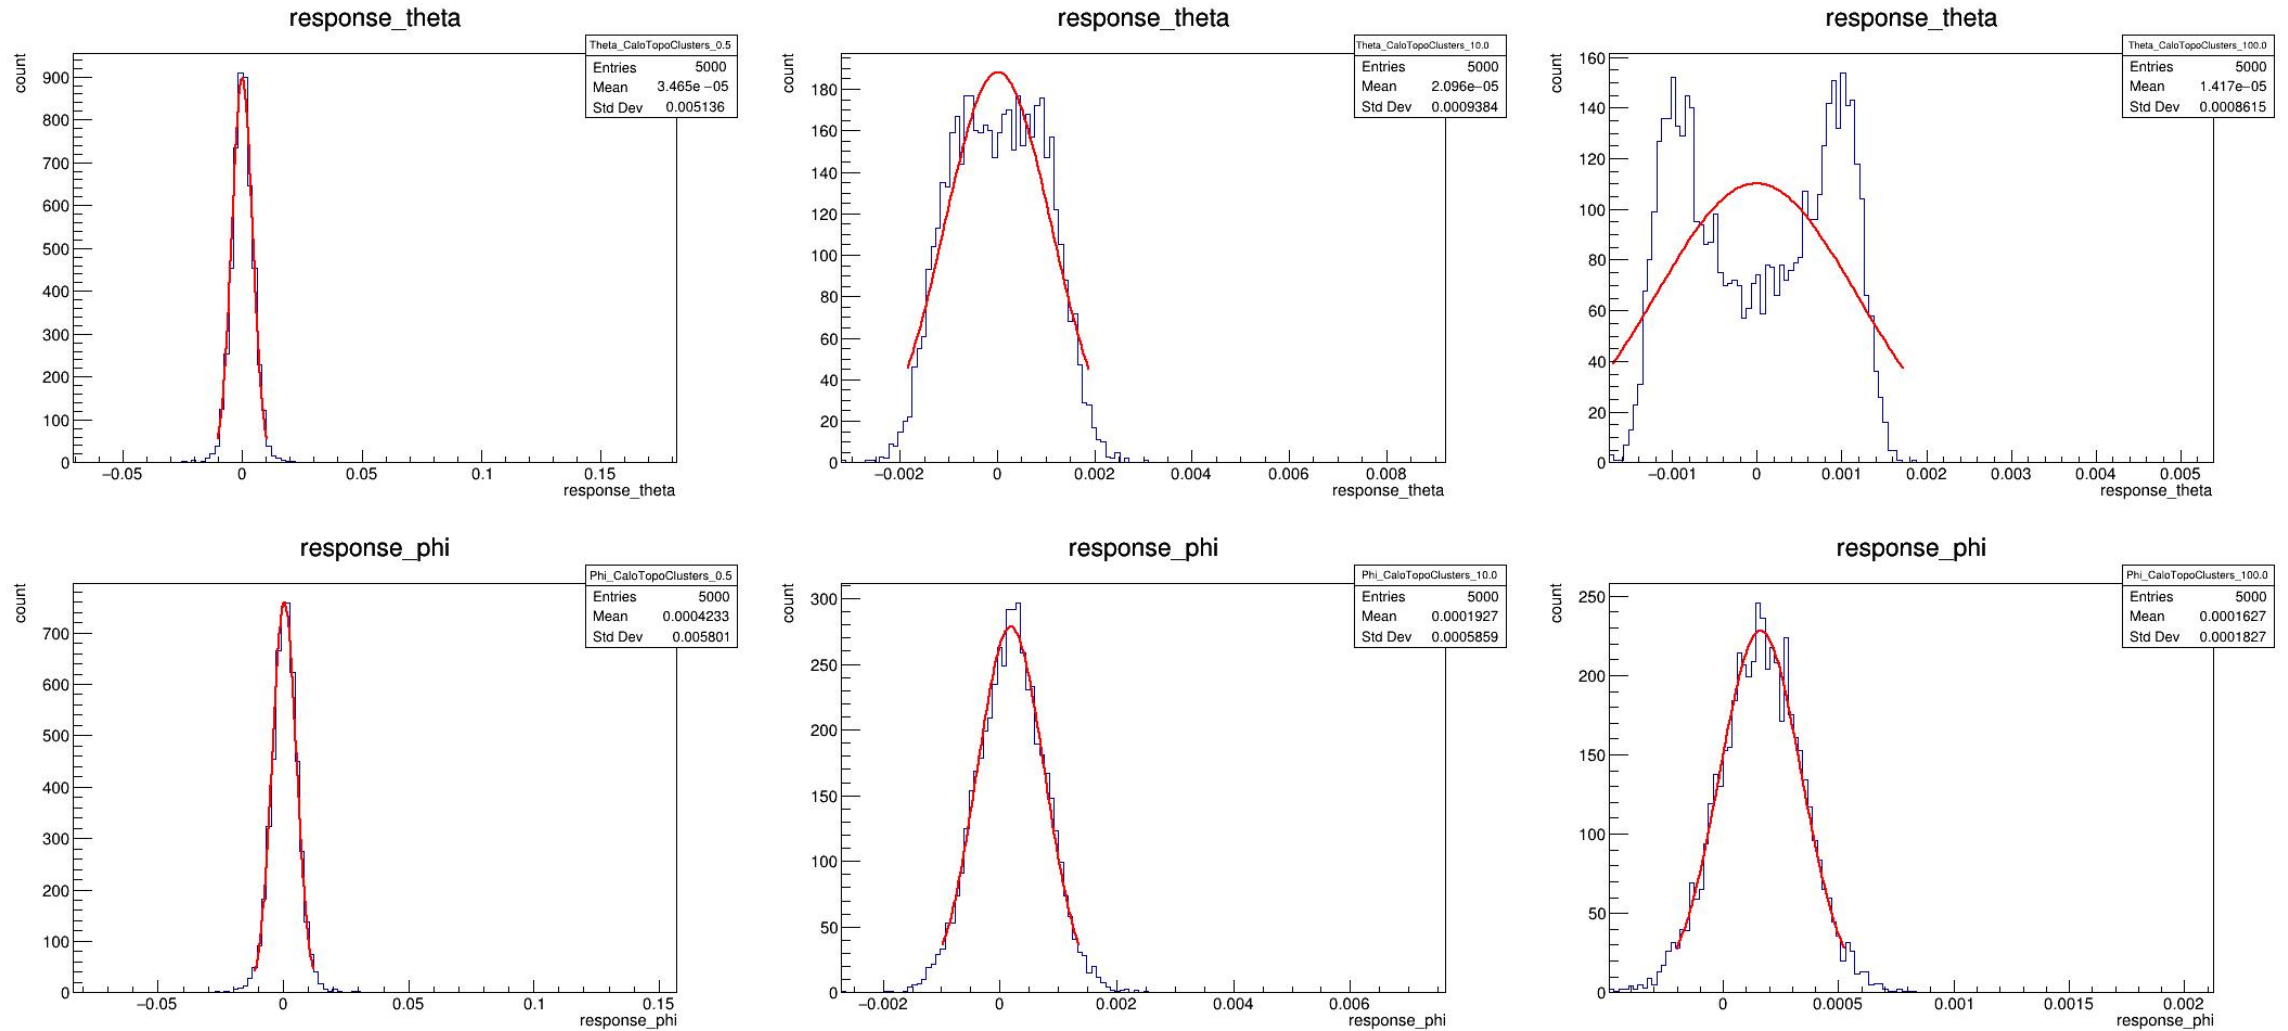 response_theta
count
Theta_CaloTopoClusters_0.5
Entries 5000
Mean 3.465e −05
Std Dev 0.005136
900
800
700
600
500
400
300
200
100
0
−0.05 0 0.05 0.1 0.15
response_theta
response_theta
count
Theta_CaloTopoClusters_10.0
Entries 5000
Mean 2.096e−05
Std Dev 0.0009384
180
160
140
120
100
80
60
40
20
0
−0.002 0 0.002 0.004 0.006 0.008
response_theta
response_theta
count
Theta_CaloTopoClusters_100.0
Entries 5000
Mean 1.417e−05
Std Dev 0.0008615
160
140
120
100
80
60
40
20
0
−0.001 0 0.001 0.002 0.003 0.004 0.005
response_theta
response_phi
count
Phi_CaloTopoClusters_0.5
Entries 5000
Mean 0.0004233
Std Dev 0.005801
700
600
500
400
300
200
100
0
−0.05 0 0.05 0.1 0.15
response_phi
response_phi
count
Phi_CaloTopoClusters_10.0
Entries 5000
Mean 0.0001927
Std Dev 0.0005859
300
250
200
150
100
50
0
−0.002 0 0.002 0.004 0.006
response_phi
response_phi
count
Phi_CaloTopoClusters_100.0
Entries 5000
Mean 0.0001627
Std Dev 0.0001827
250
200
150
100
50
0
0 0.0005 0.001 0.0015 0.002
response_phi